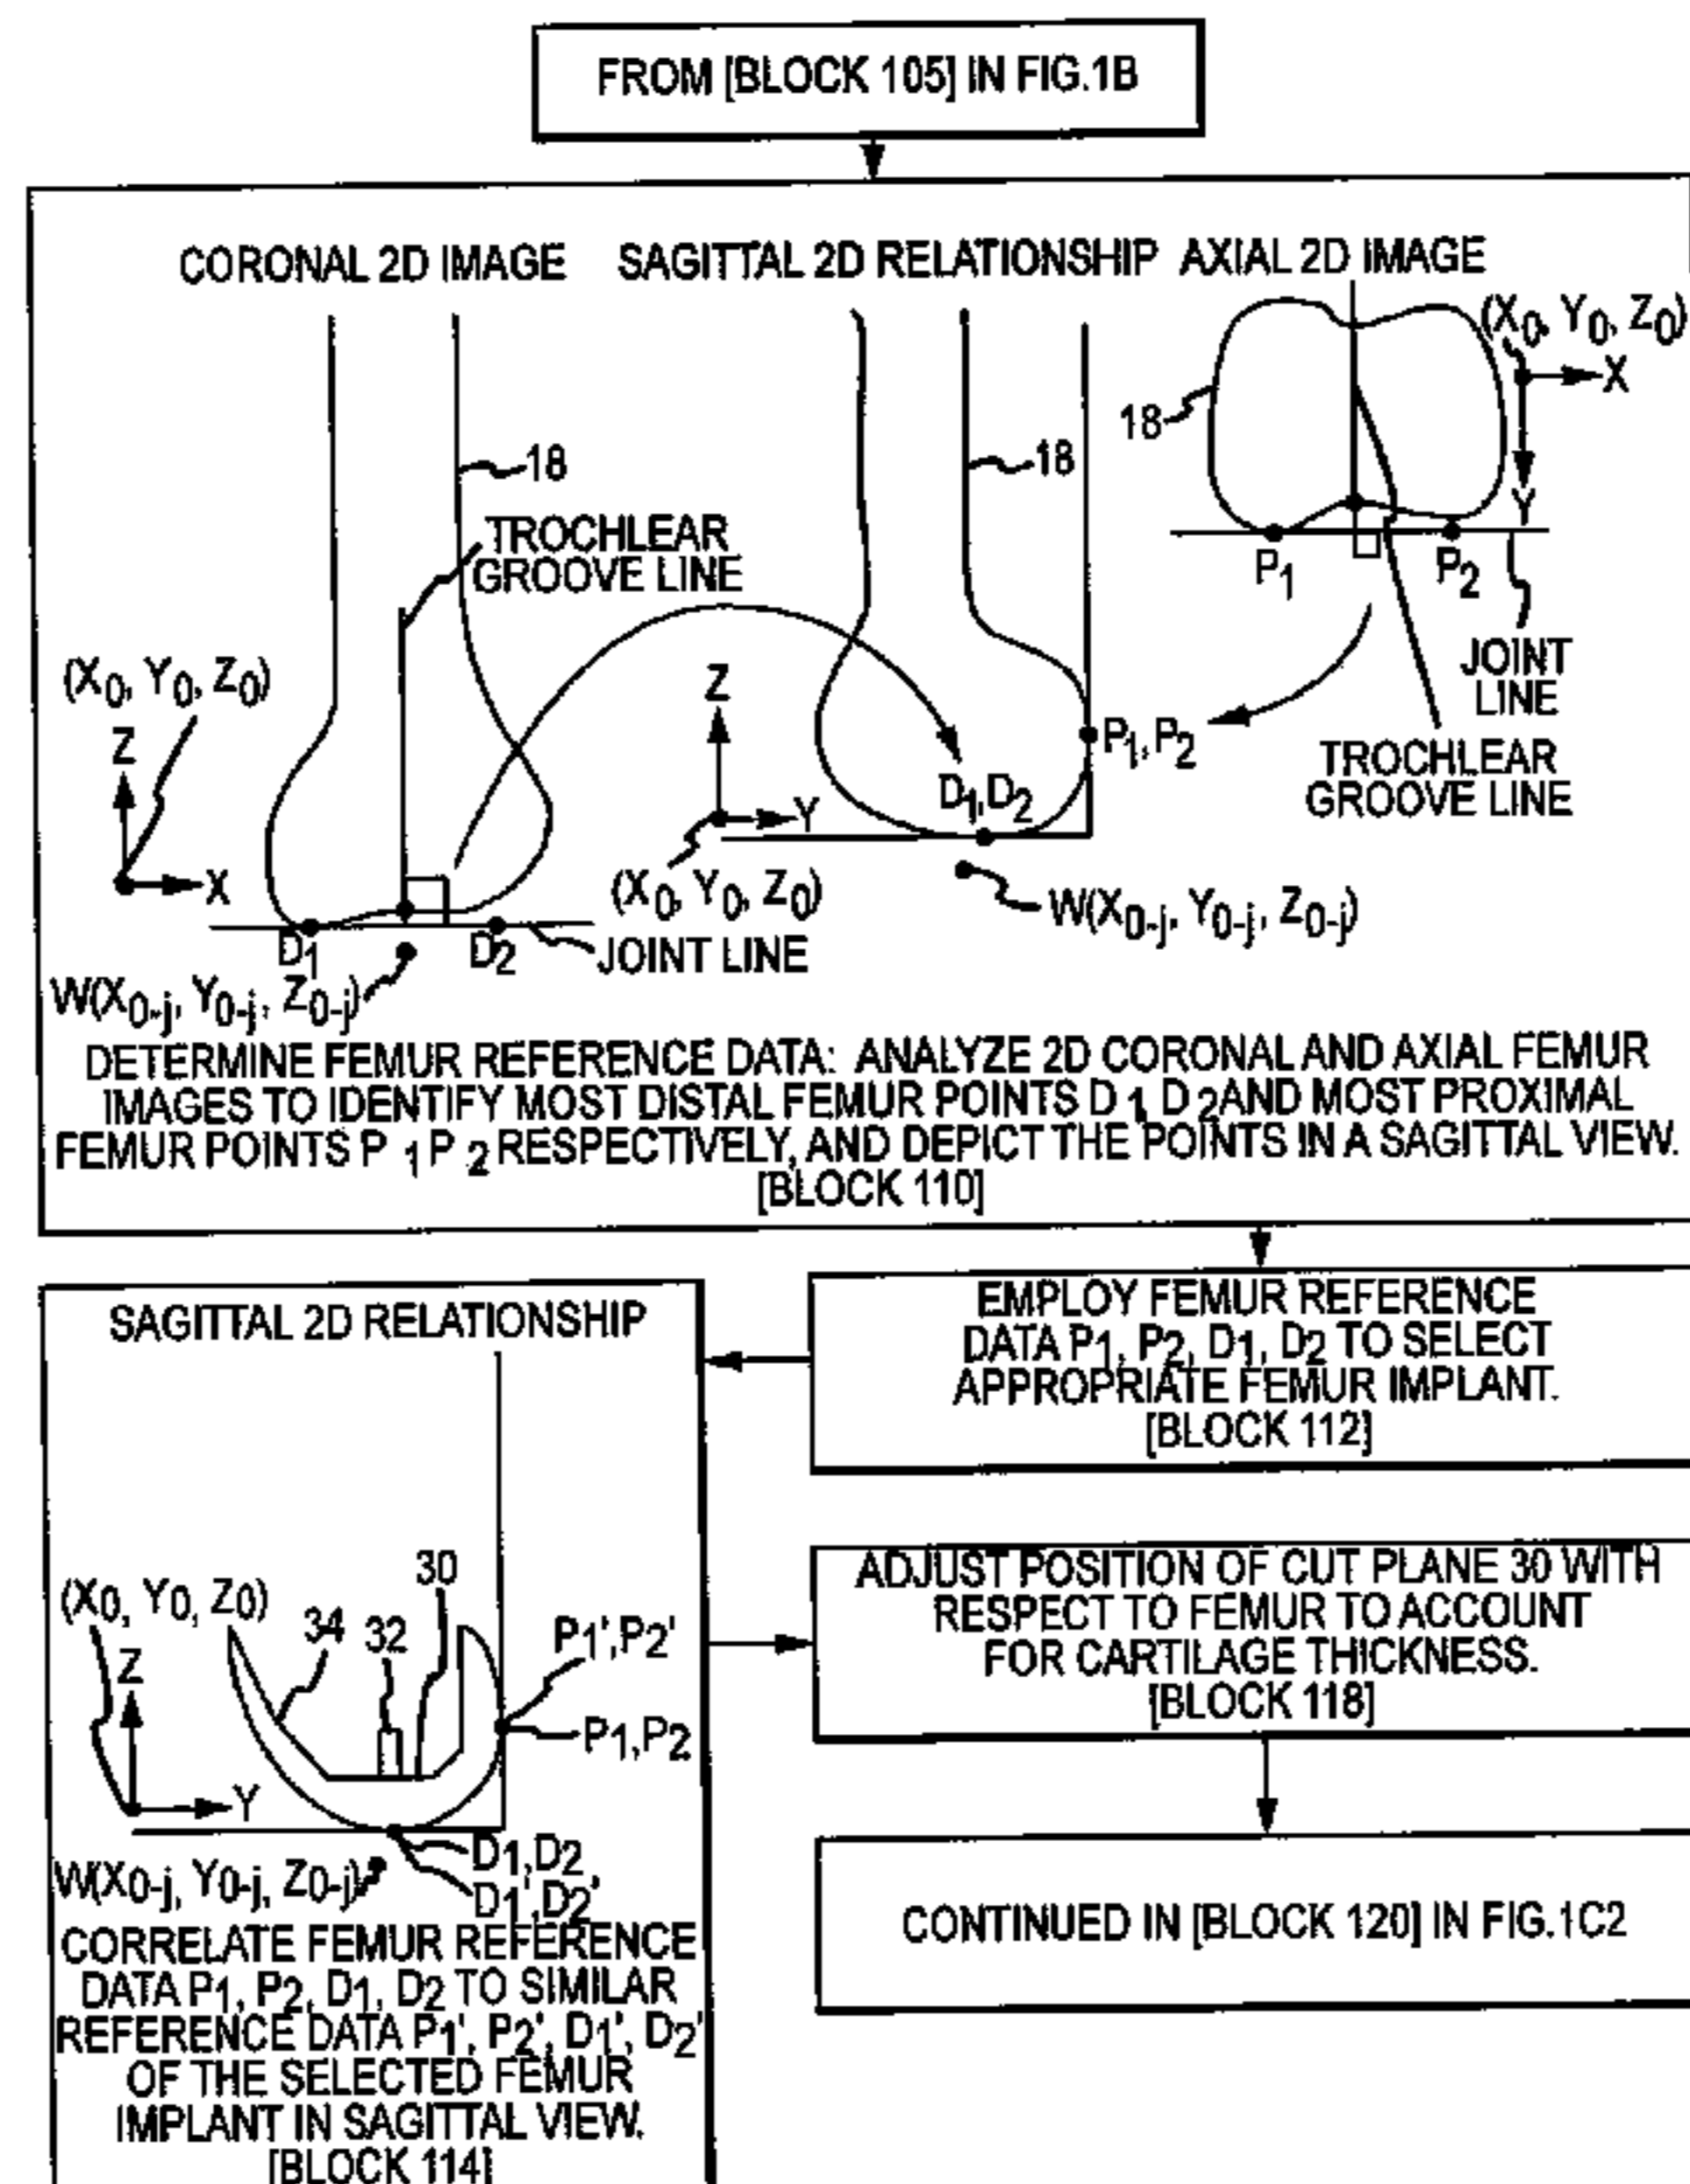 FROM [BLOCK 105] IN FIG.1B
CORONAL 2D IMAGE
SAGITTAL 2D RELATIONSHIP
AXIAL 2D IMAGE
(X0, Y0, Z0)
X
Y
18
P1
P2
JOINT
LINE
TROCHLEAR
GROOVE LINE
18
TROCHLEAR
GROOVE LINE
(X0, Y0, Z0)
Z
X
D1
D2
JOINT LINE
W(X0-j, Y0-j, Z0-j)
18
Z
Y
(X0, Y0, Z0)
P1, P2
D1, D2
W(X0-j, Y0-j, Z0-j)
DETERMINE FEMUR REFERENCE DATA: ANALYZE 2D CORONAL AND AXIAL FEMUR
IMAGES TO IDENTIFY MOST DISTAL FEMUR POINTS D 1, D 2 AND MOST PROXIMAL
FEMUR POINTS P 1 P 2 RESPECTIVELY, AND DEPICT THE POINTS IN A SAGITTAL VIEW.
[BLOCK 110]
EMPLOY FEMUR REFERENCE
DATA P1, P2, D1, D2 TO SELECT
APPROPRIATE FEMUR IMPLANT.
[BLOCK 112]
SAGITTAL 2D RELATIONSHIP
(X0, Y0, Z0)
Z
Y
34
32
30
P1', P2'
P1, P2
D1, D2
D1', D2'
W(X0-j, Y0-j, Z0-j)
CORRELATE FEMUR REFERENCE
DATA P1, P2, D1, D2 TO SIMILAR
REFERENCE DATA P1', P2', D1', D2'
OF THE SELECTED FEMUR
IMPLANT IN SAGITTAL VIEW.
[BLOCK 114]
ADJUST POSITION OF CUT PLANE 30 WITH
RESPECT TO FEMUR TO ACCOUNT
FOR CARTILAGE THICKNESS.
[BLOCK 118]
CONTINUED IN [BLOCK 120] IN FIG.1C2